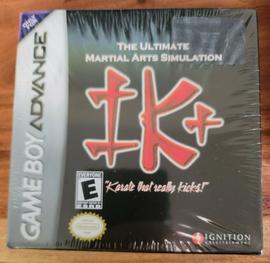 THE ULTIMATE
MARTIAL ARTS SIMULATION
IK+
GAME BOY ADVANCE
EVERYONE
E
"Karate that really kicks!"
IGNITION